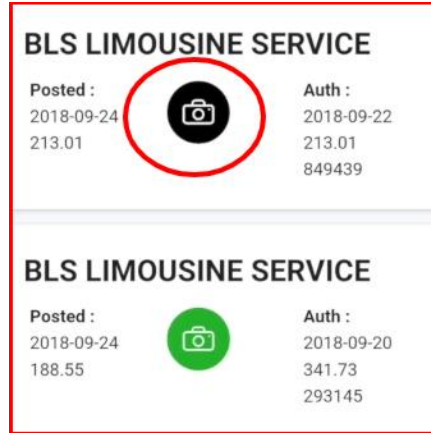 BLS LIMOUSINE SERVICE
Posted :
2018-09-24
213.01
Auth :
2018-09-22
213.01
849439
BLS LIMOUSINE SERVICE
Posted :
2018-09-24
188.55
Auth :
2018-09-20
341.73
293145